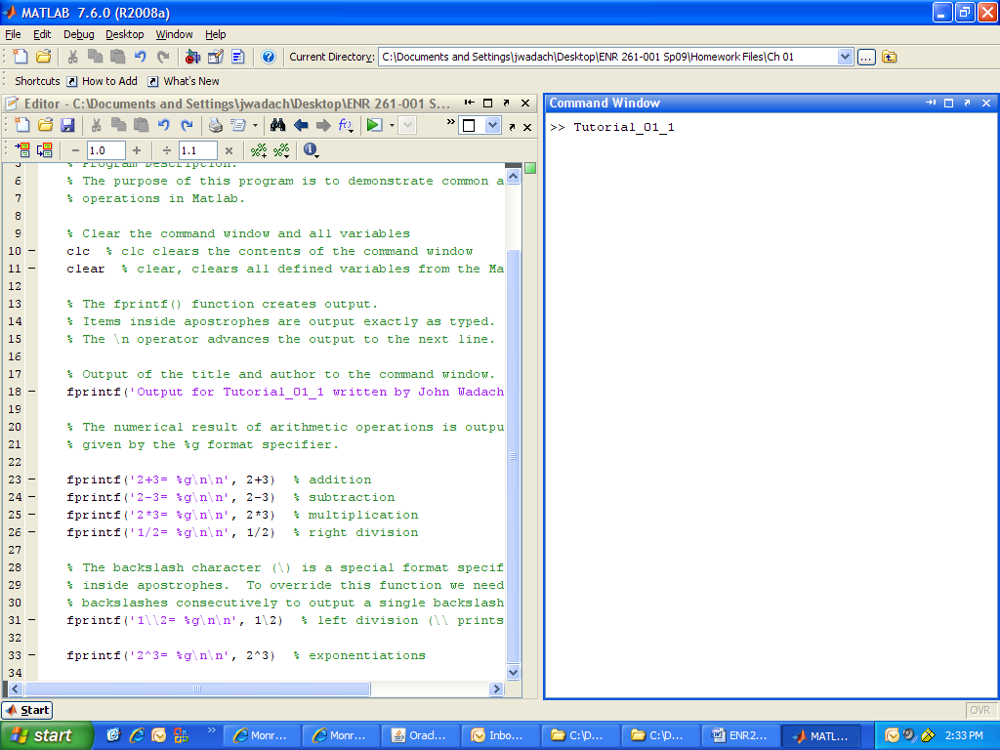 MATLAB 7.6.0 (R2008a)
File Edit Debug Desktop Window Help
Current Directory: C:\Documents and Settings\jwadach\Desktop\ENR 261-001 Sp09\Homework Files\Ch 01
Shortcuts How to Add What's New
Editor - C:\Documents and Settings\jwadach\Desktop\ENR 261-001 S...
1.0 1.1
5 % Program Description:
6 % The purpose of this program is to demonstrate common a
7 % operations in Matlab.
8
9 % Clear the command window and all variables
10 - clc % clc clears the contents of the command window
11 - clear % clear, clears all defined variables from the Ma
12
13 % The fprintf() function creates output.
14 % Items inside apostrophes are output exactly as typed.
15 % The \n operator advances the output to the next line.
16
17 % Output of the title and author to the command window.
18 - fprintf('Output for Tutorial_01_1 written by John Wadach
19
20 % The numerical result of arithmetic operations is outpu
21 % given by the %g format specifier.
22
23 - fprintf('2+3= %g\n\n', 2+3) % addition
24 - fprintf('2-3= %g\n\n', 2-3) % subtraction
25 - fprintf('2*3= %g\n\n', 2*3) % multiplication
26 - fprintf('1/2= %g\n\n', 1/2) % right division
27
28 % The backslash character (\) is a special format specif
29 % inside apostrophes. To override this function we need
30 % backslashes consecutively to output a single backslash
31 - fprintf('1\\2= %g\n\n', 1\2) % left division (\\ prints
32
33 - fprintf('2^3= %g\n\n', 2^3) % exponentiations
34
Command Window
>> Tutorial_01_1
Start
OVR
start Monr... Monr... Orad... Inbo... C:\D... C:\D... ENR2... MATL... 2:33 PM